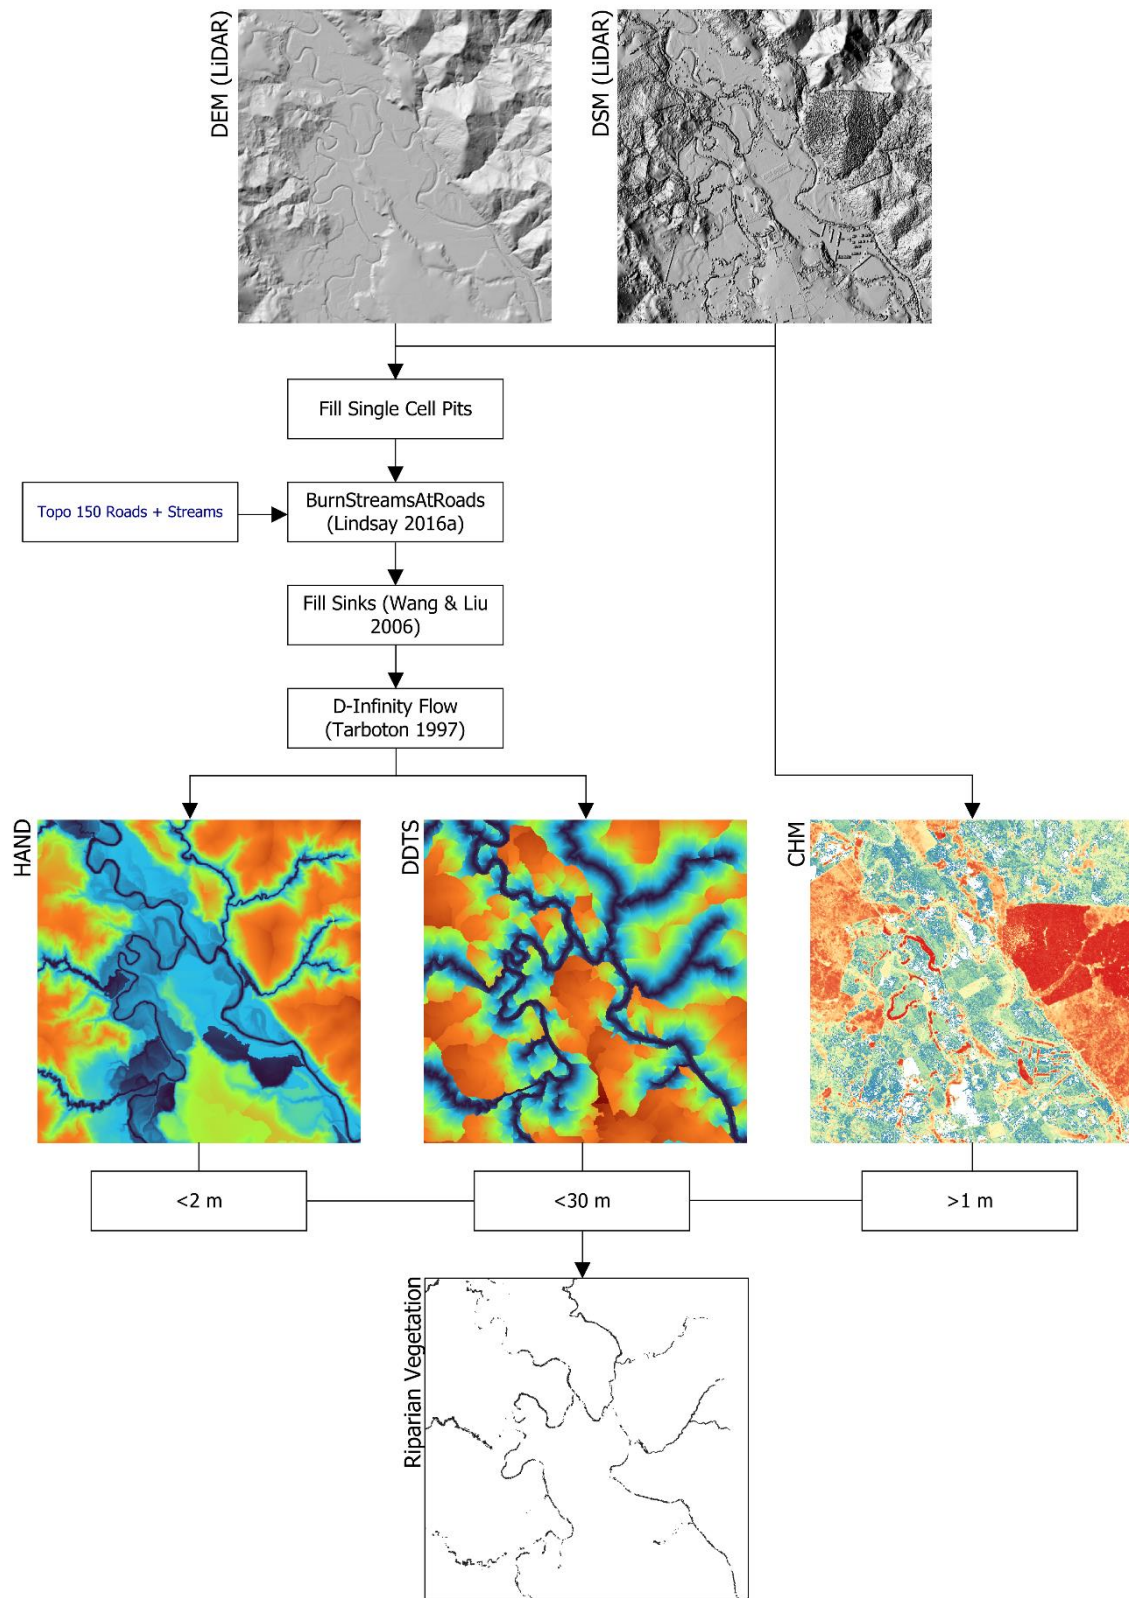 DEM (LiDAR)
DSM (LiDAR)
Fill Single Cell Pits
Topo 150 Roads + Streams
BurnStreamsAtRoads
(Lindsay 2016a)
Fill Sinks (Wang & Liu
2006)
D-Infinity Flow
(Tarboton 1997)
HAND
DDTS
CHM
<2 m
<30 m
>1 m
Riparian Vegetation